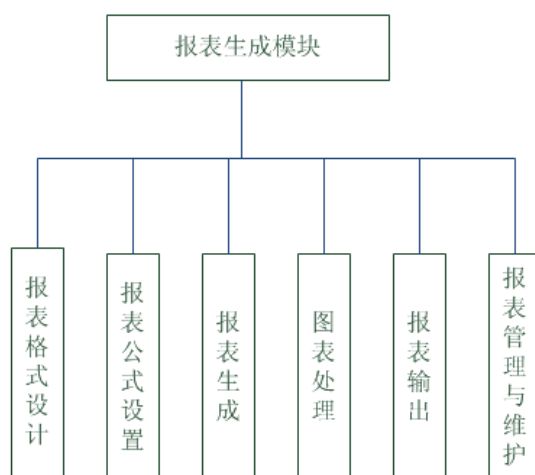 报表生成模块
报表格式设计
报表公式设置
报表生成
图表处理
报表输出
报表管理与维护